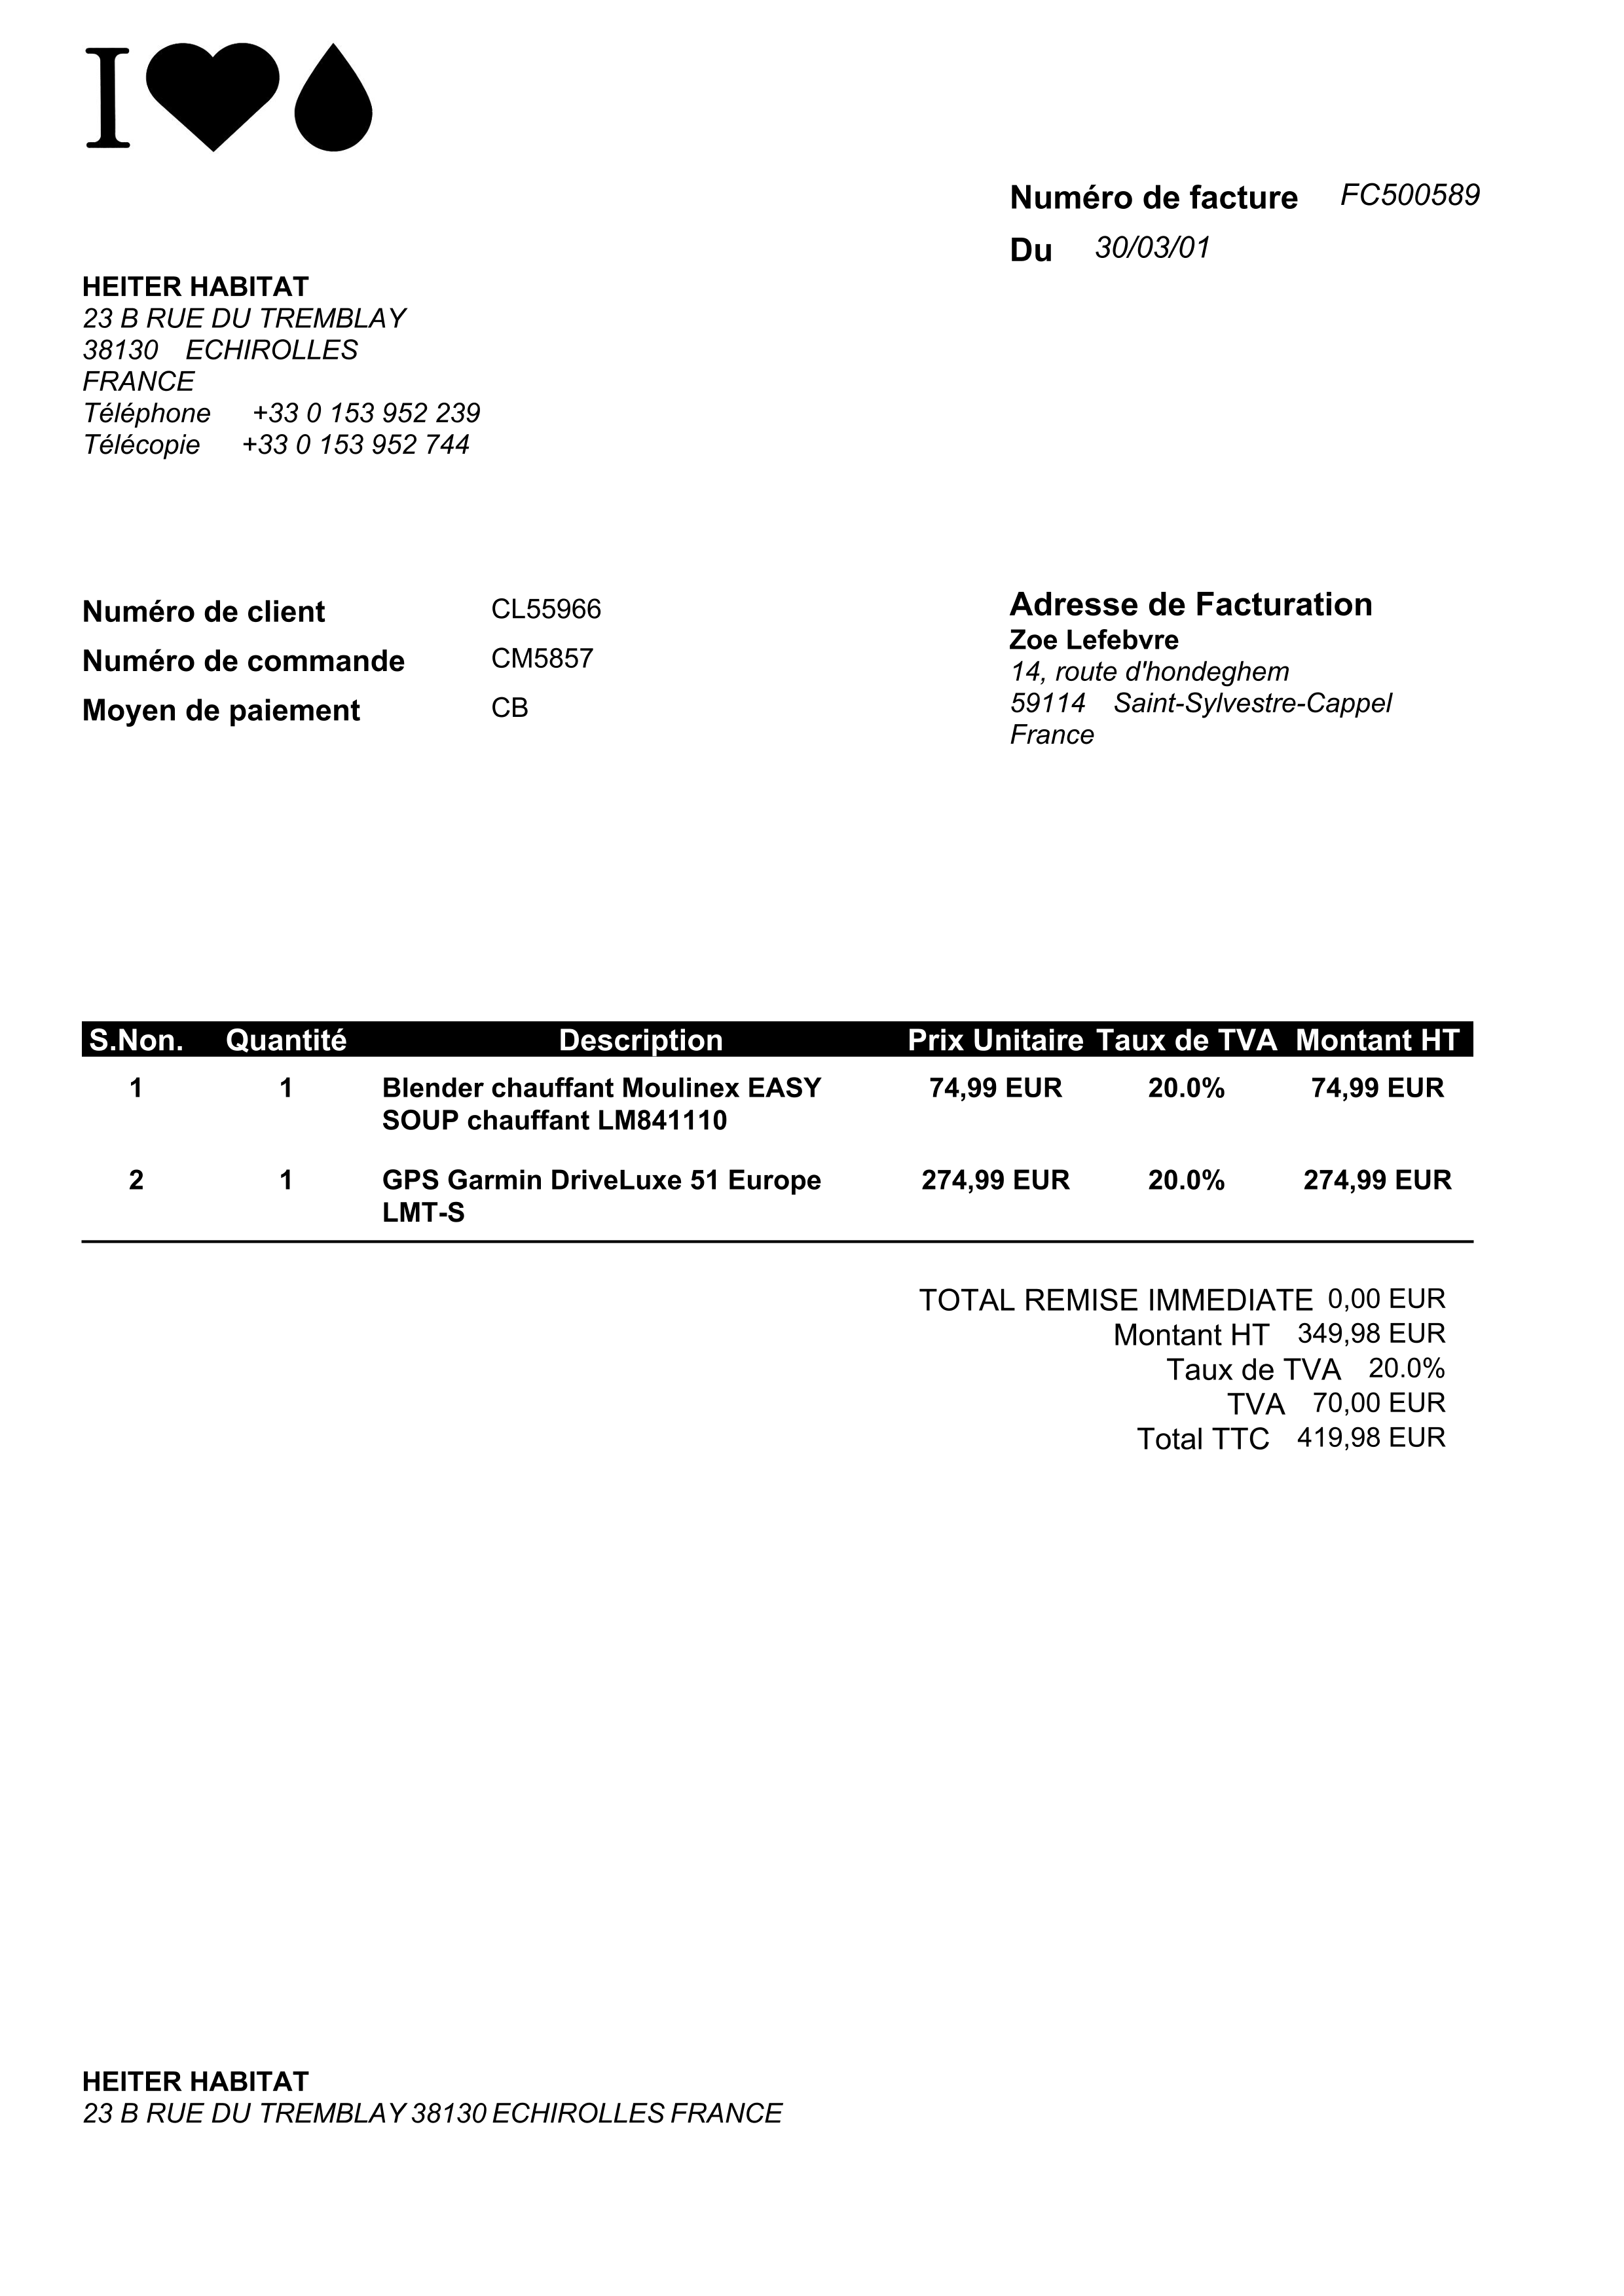 I
Numéro de facture FC500589
Du 30/03/01
HEITER HABITAT
23 B RUE DU TREMBLAY
38130 ECHIROLLES
FRANCE
Téléphone +33 0 153 952 239
Télécopie +33 0 153 952 744
Numéro de client CL55966
Numéro de commande CM5857
Moyen de paiement CB
Adresse de Facturation
Zoe Lefebvre
14, route d'hondeghem
59114 Saint-Sylvestre-Cappel
France
S.Non. Quantité Description Prix Unitaire Taux de TVA Montant HT
1 1 Blender chauffant Moulinex EASY 74,99 EUR 20.0% 74,99 EUR
SOUP chauffant LM841110
2 1 GPS Garmin DriveLuxe 51 Europe 274,99 EUR 20.0% 274,99 EUR
LMT-S
TOTAL REMISE IMMEDIATE 0,00 EUR
Montant HT 349,98 EUR
Taux de TVA 20.0%
TVA 70,00 EUR
Total TTC 419,98 EUR
HEITER HABITAT
23 B RUE DU TREMBLAY 38130 ECHIROLLES FRANCE